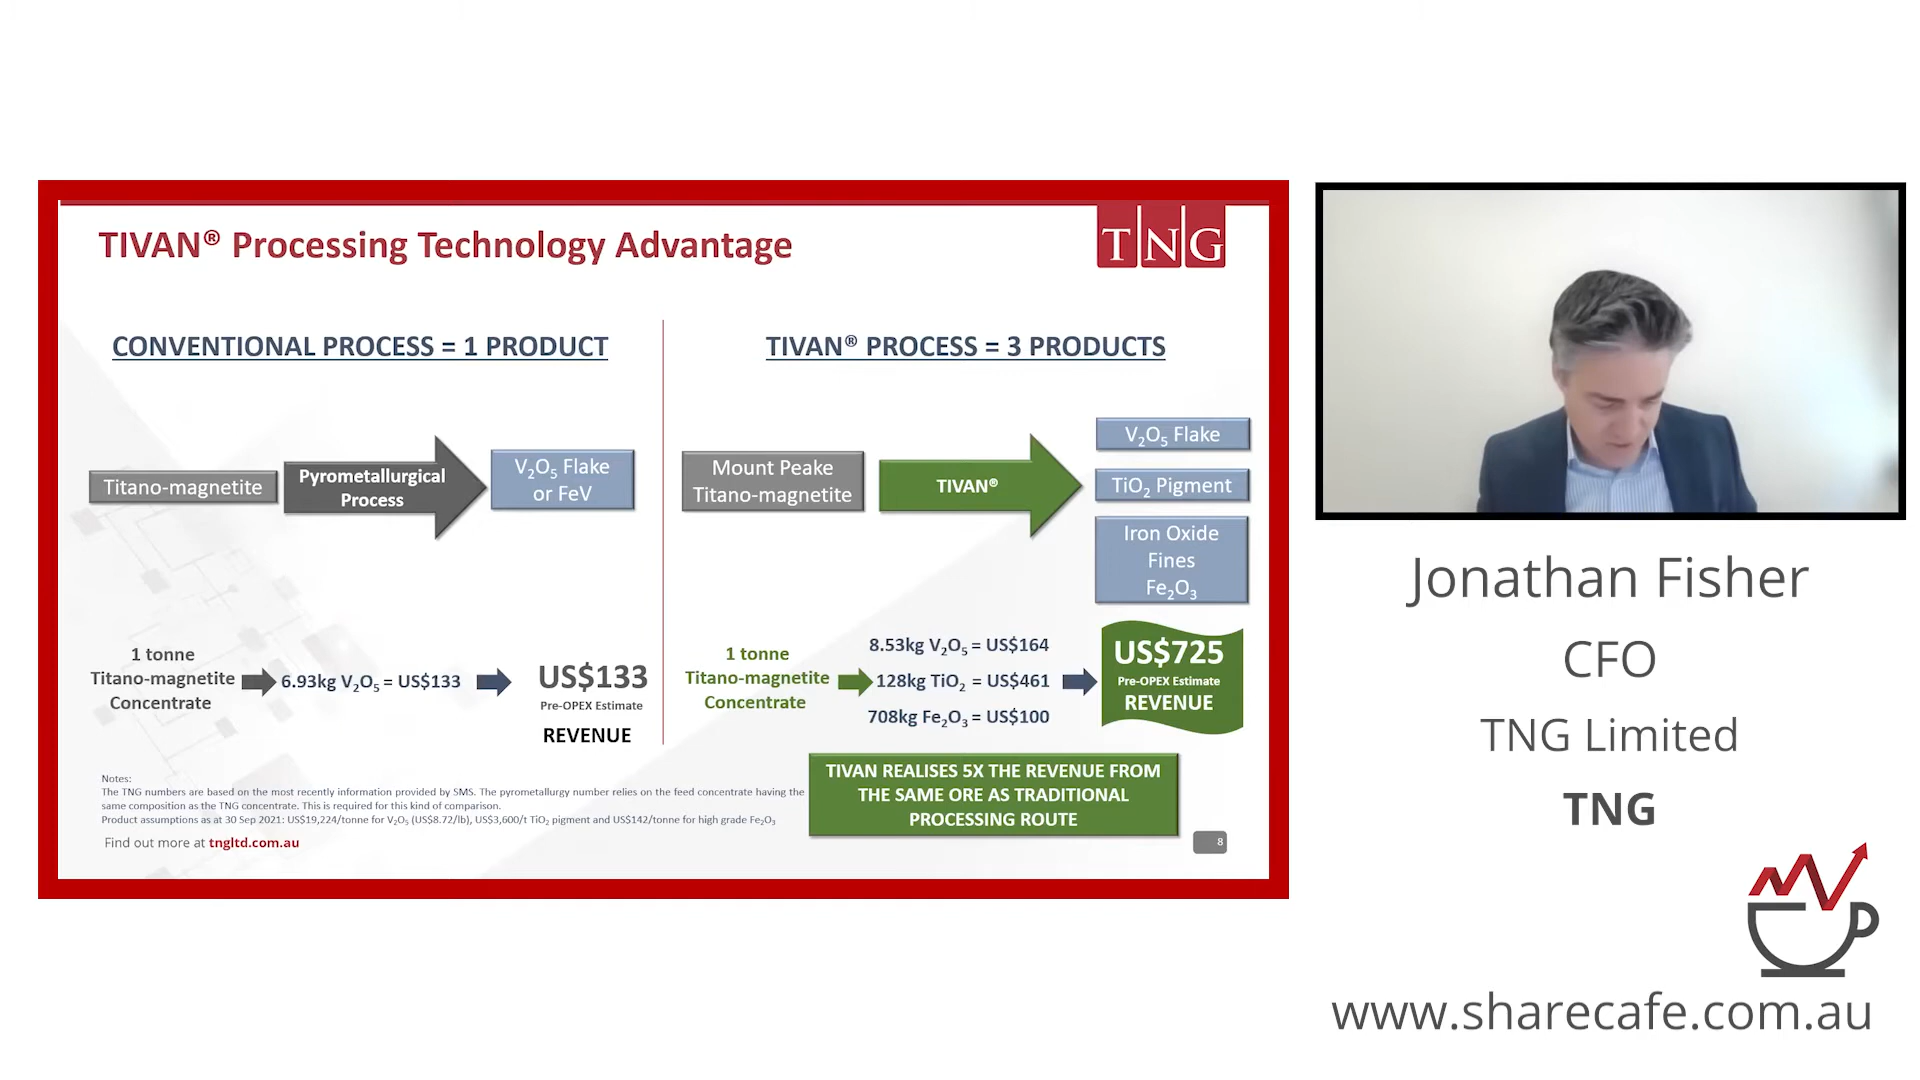 TIVAN® Processing Technology Advantage
TNG
CONVENTIONAL PROCESS = 1 PRODUCT
Titano-magnetite
Pyrometallurgical
Process
V₂O₅ Flake
or FeV
1 tonne
Titano-magnetite
Concentrate
6.93kg V₂O₅ = US$133
US$133
Pre-OPEX Estimate
REVENUE
TIVAN® PROCESS = 3 PRODUCTS
Mount Peake
Titano-magnetite
TIVAN®
V₂O₅ Flake
TiO₂ Pigment
Iron Oxide
Fines
Fe₂O₃
1 tonne
Titano-magnetite
Concentrate
8.53kg V₂O₅ = US$164
128kg TiO₂ = US$461
708kg Fe₂O₃ = US$100
US$725
Pre-OPEX Estimate
REVENUE
TIVAN REALISES 5X THE REVENUE FROM
THE SAME ORE AS TRADITIONAL
PROCESSING ROUTE
Notes:
The TNG numbers are based on the most recently information provided by SMS. The pyrometallurgy number relies on the feed concentrate having the
same composition as the TNG concentrate. This is required for this kind of comparison.
Product assumptions as at 30 Sep 2021: US$19,224/tonne for V₂O₅ (US$8.72/lb), US$3,600/t TiO₂ pigment and US$142/tonne for high grade Fe₂O₃
Find out more at tngltd.com.au
8
Jonathan Fisher
CFO
TNG Limited
TNG
www.sharecafe.com.au